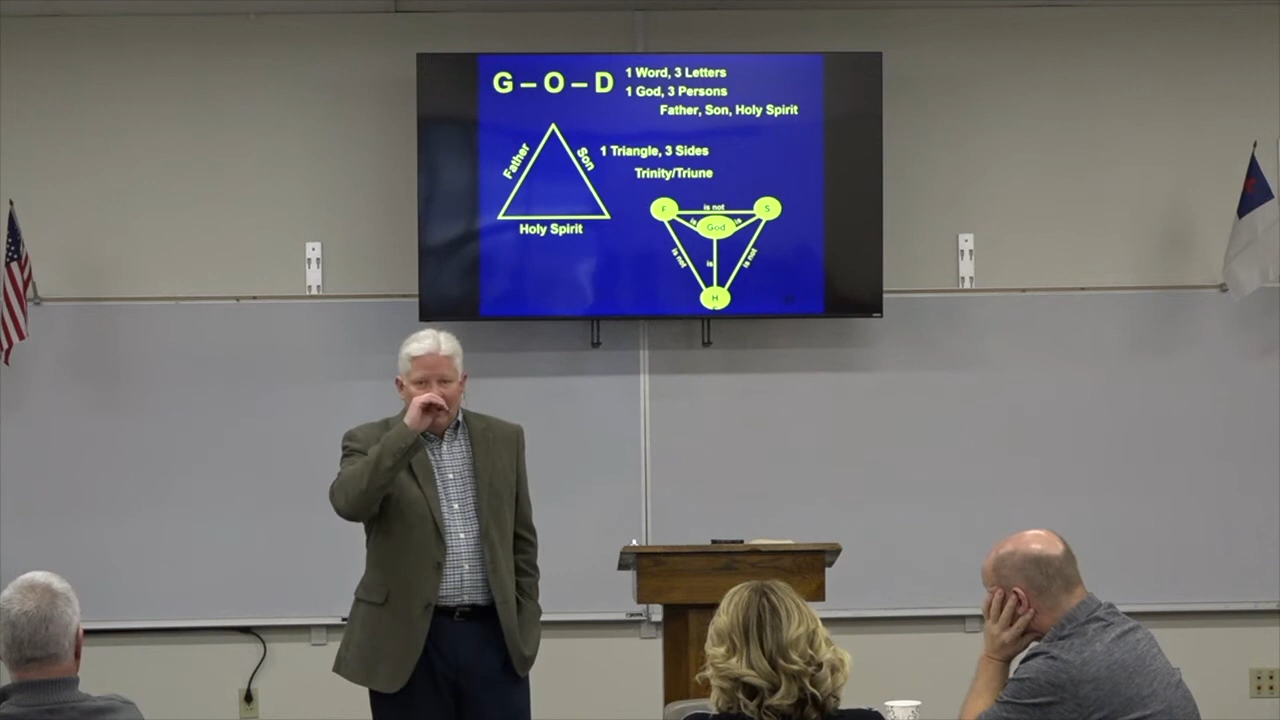 G – O – D
1 Word, 3 Letters
1 God, 3 Persons
Father, Son, Holy Spirit
Father
Son
1 Triangle, 3 Sides
Trinity/Triune
Holy Spirit
F
is not
S
is
God
is
is not
is
is not
H